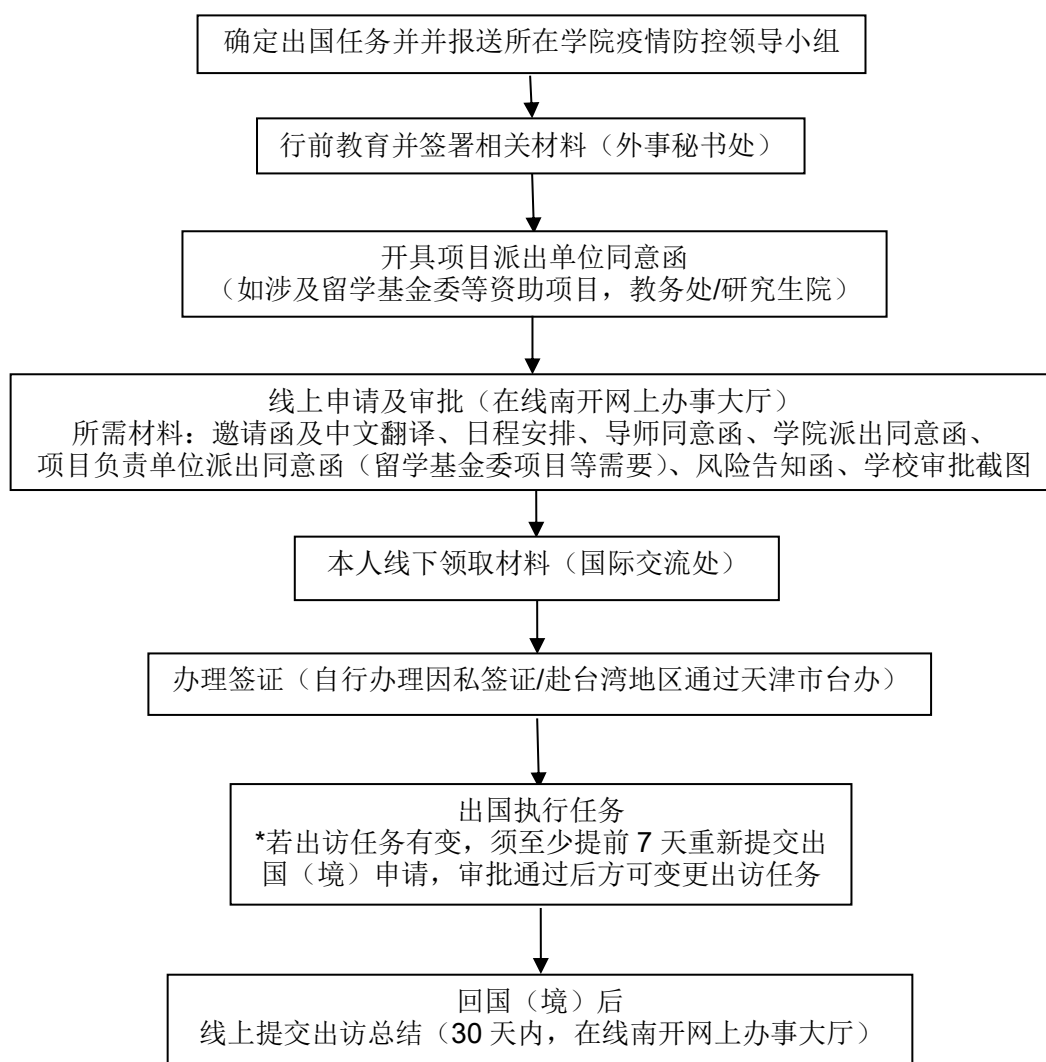 确定出国任务并并报送所在学院疫情防控领导小组
行前教育并签署相关材料（外事秘书处）
开具项目派出单位同意函
（如涉及留学基金委等资助项目，教务处/研究生院）
线上申请及审批（在线南开网上办事大厅）
所需材料：邀请函及中文翻译、日程安排、导师同意函、学院派出同意函、
项目负责单位派出同意函（留学基金委项目等需要）、风险告知函、学校审批截图
本人线下领取材料（国际交流处）
办理签证（自行办理因私签证/赴台湾地区通过天津市台办）
出国执行任务
*若出访任务有变，须至少提前 7 天重新提交出
国（境）申请，审批通过后方可变更出访任务
回国（境）后
线上提交出访总结（30 天内，在线南开网上办事大厅）